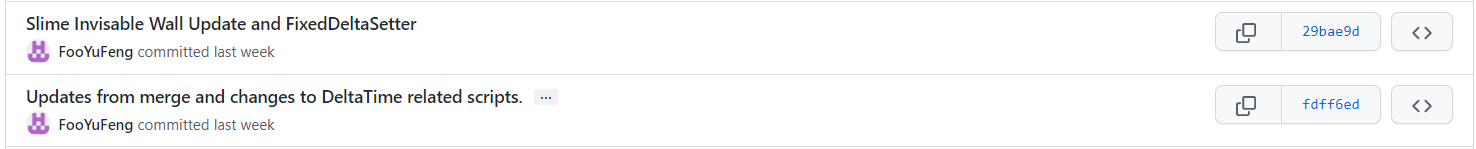 Slime Invisable Wall Update and FixedDeltaSetter
FooYuFeng committed last week
29bae9d
Updates from merge and changes to DeltaTime related scripts.
FooYuFeng committed last week
fdff6ed